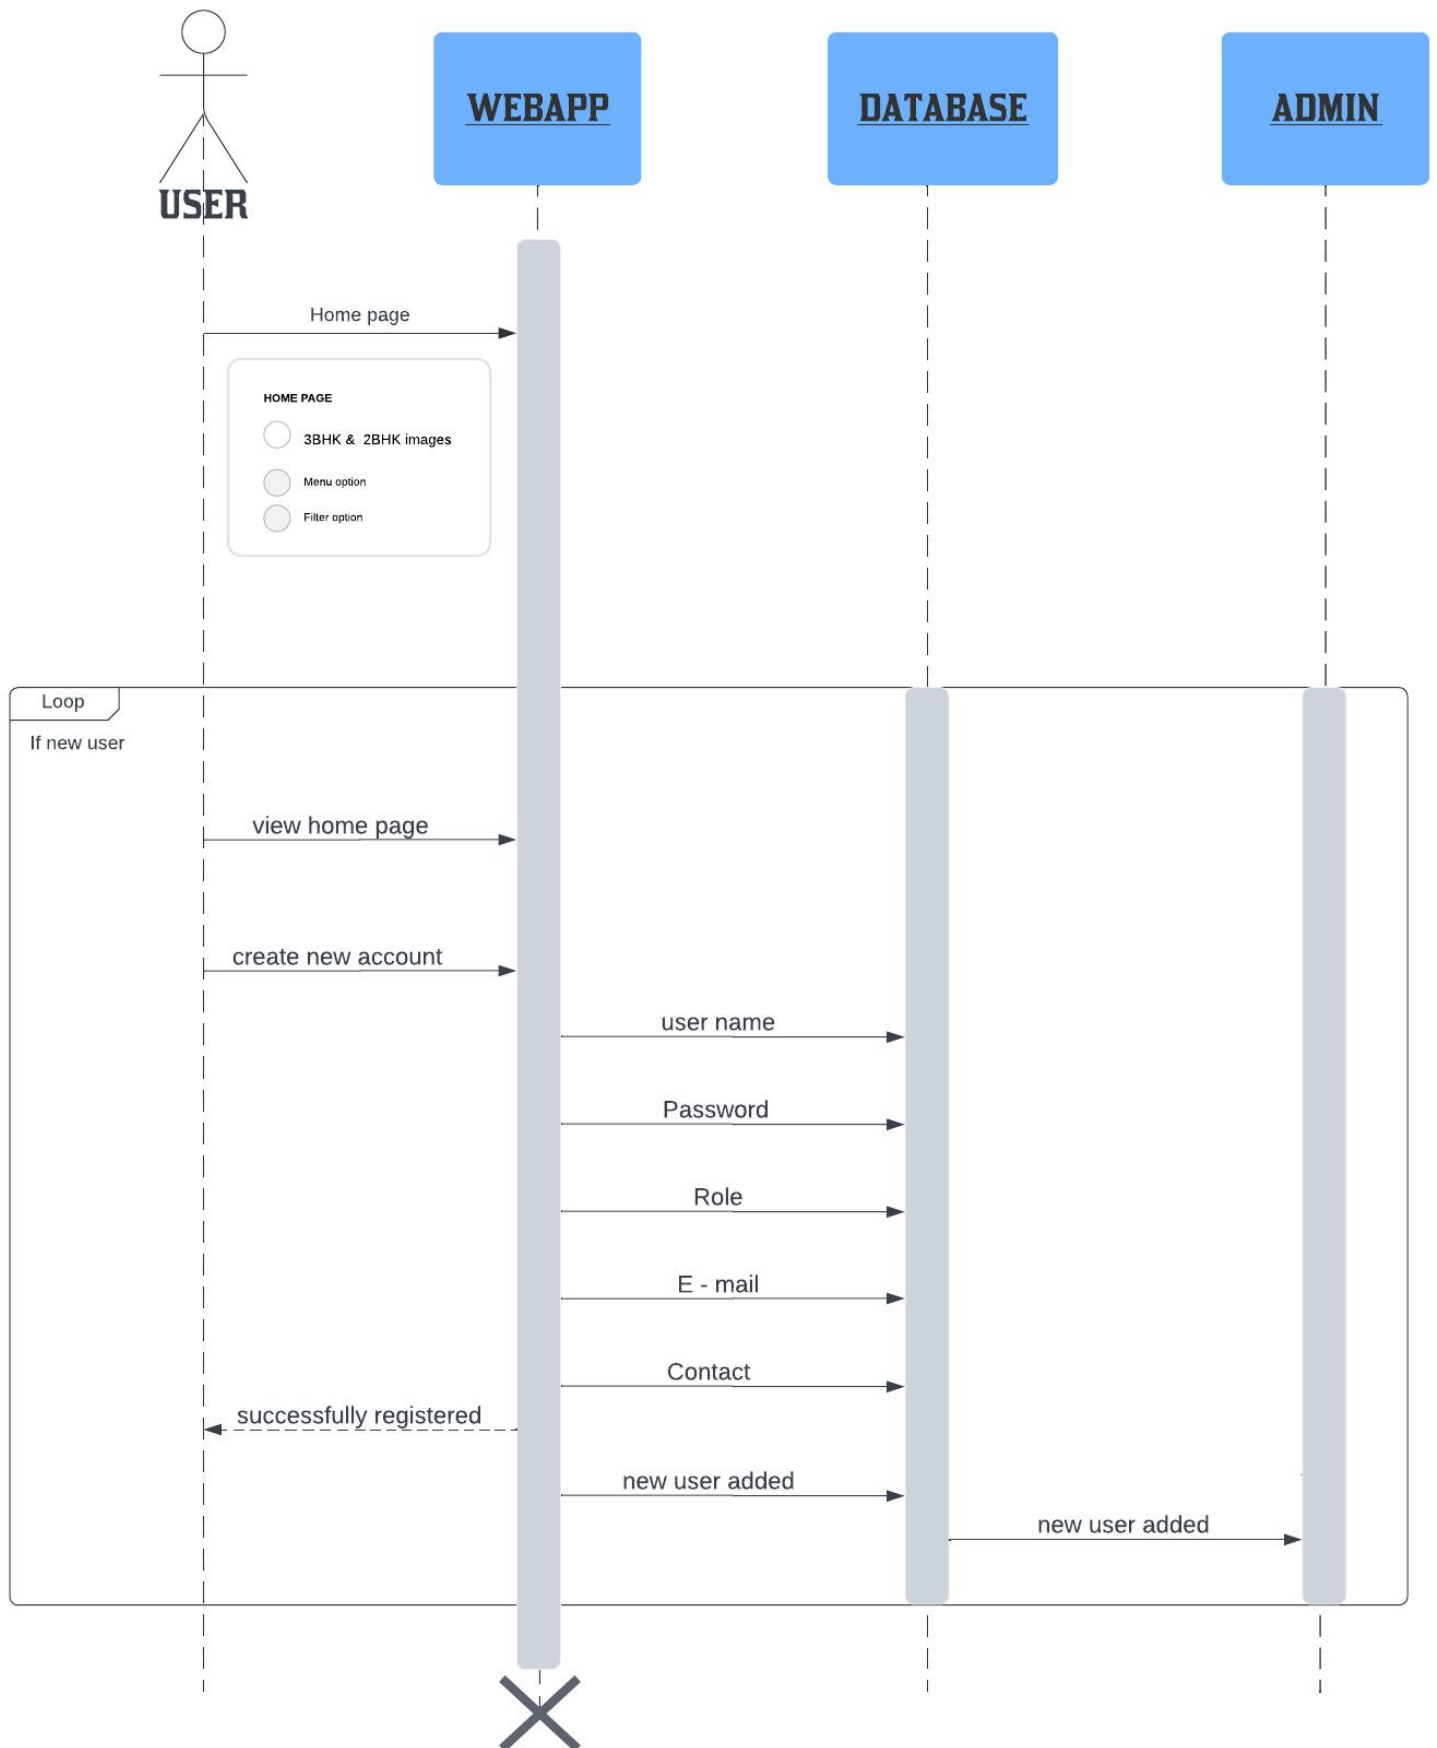 WEBAPP
DATABASE
ADMIN
USER
Home page
HOME PAGE
3BHK & 2BHK images
Menu option
Filter option
Loop
If new user
view home page
create new account
user name
Password
Role
E - mail
Contact
successfully registered
new user added
new user added